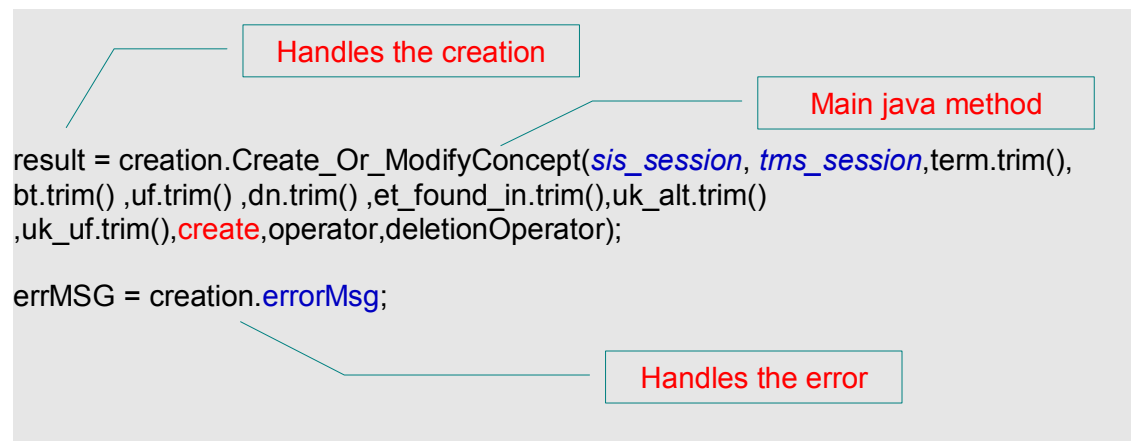 Handles the creation
Main java method
result = creation.Create_Or_ModifyConcept(sis_session, tms_session,term.trim(),
bt.trim() ,uf.trim() ,dn.trim() ,et_found_in.trim(),uk_alt.trim()
,uk_uf.trim(),create,operator,deletionOperator);
errMSG = creation.errorMsg;
Handles the error